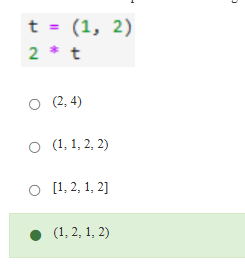 t = (1, 2)
2 * t
(2, 4)
(1, 1, 2, 2)
[1, 2, 1, 2]
(1, 2, 1, 2)